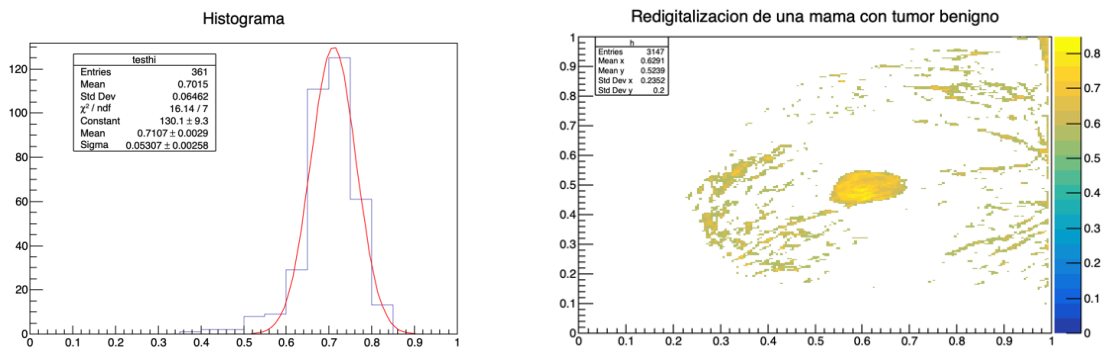 Histograma
testhi
Entries 361
Mean 0.7015
Std Dev 0.06462
χ² / ndf 16.14 / 7
Constant 130.1 ± 9.3
Mean 0.7107 ± 0.0029
Sigma 0.05307 ± 0.00258
120
100
80
60
40
20
0
0 0.1 0.2 0.3 0.4 0.5 0.6 0.7 0.8 0.9 1
Redigitalizacion de una mama con tumor benigno
h
Entries 3147
Mean x 0.6291
Mean y 0.5239
Std Dev x 0.2352
Std Dev y 0.2
1
0.9
0.8
0.7
0.6
0.5
0.4
0.3
0.2
0.1
0
0 0.1 0.2 0.3 0.4 0.5 0.6 0.7 0.8 0.9 1
0.8
0.7
0.6
0.5
0.4
0.3
0.2
0.1
0